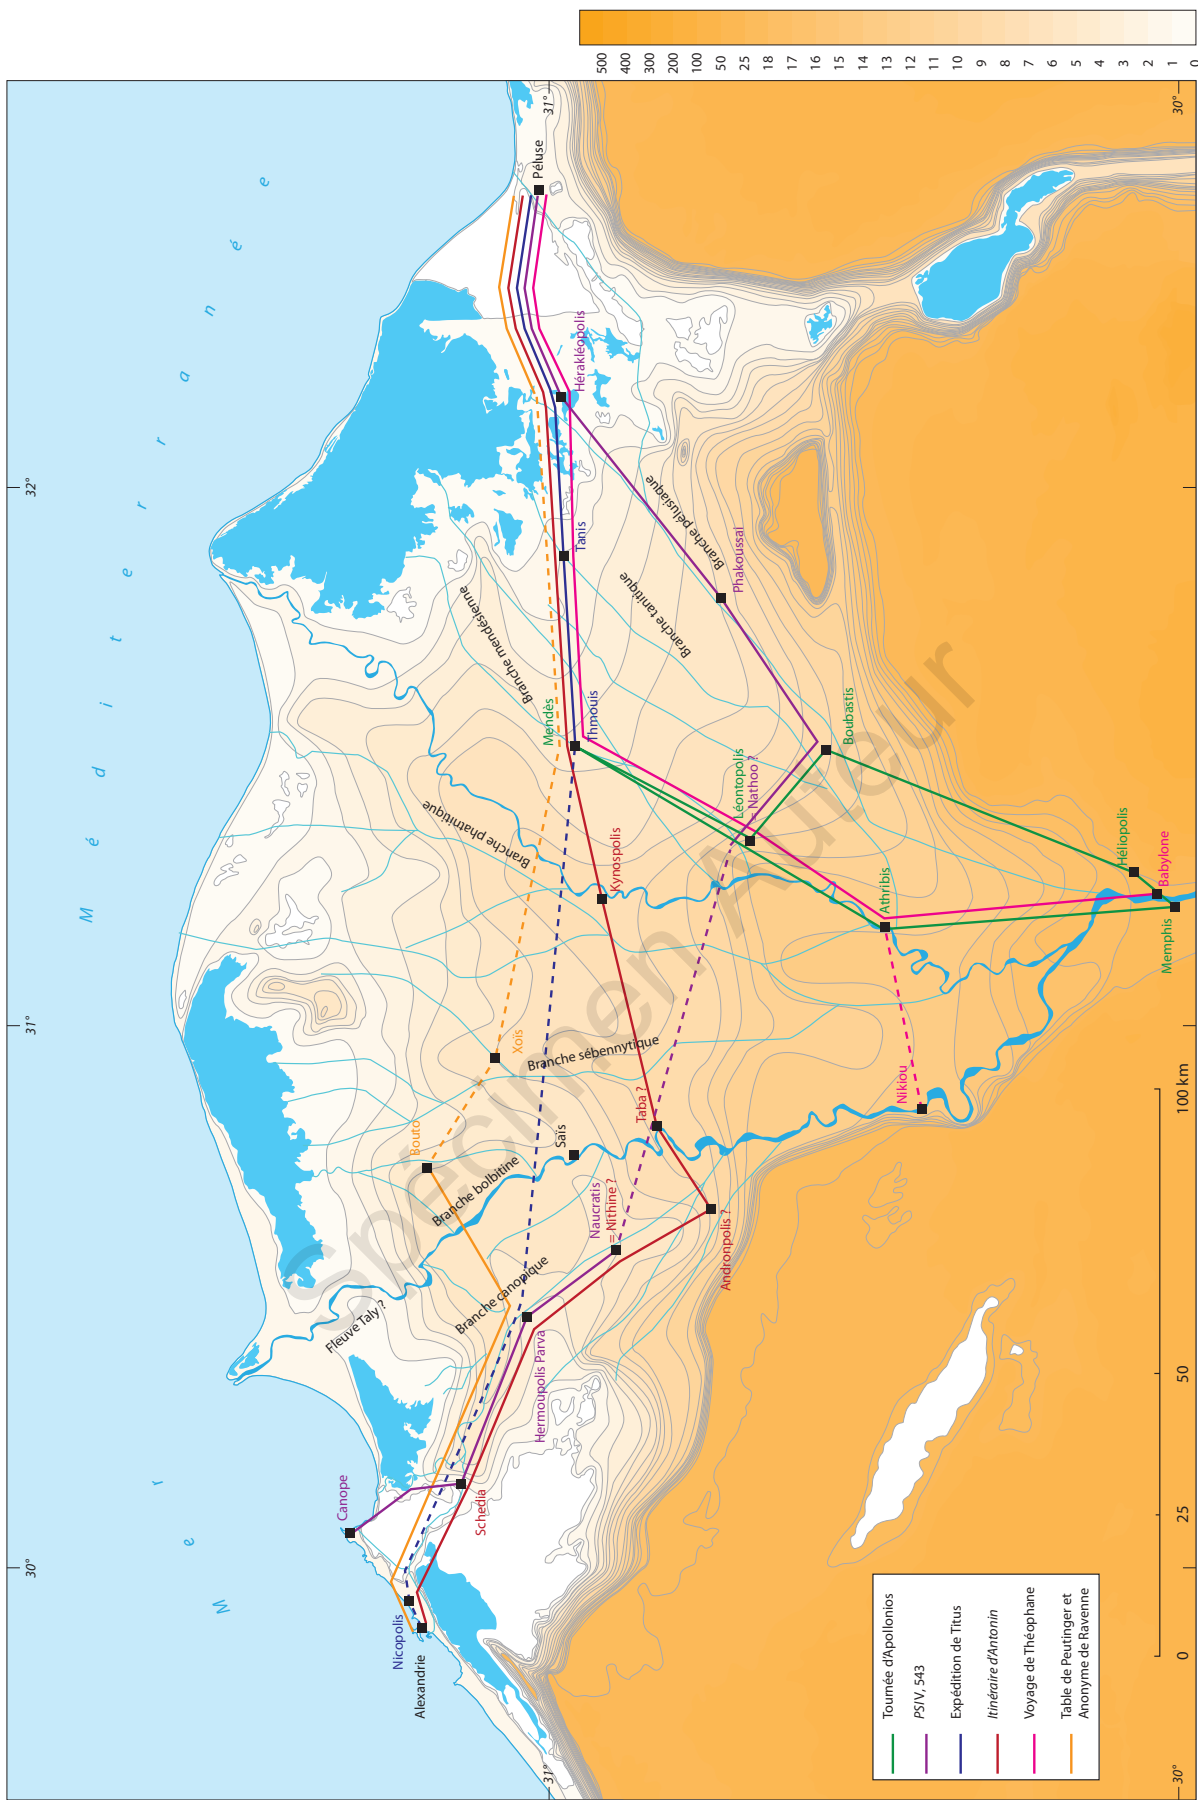 Mer Méditerranée
30°
31°
32°
31°
30°
31°
30°
Canope
Nicopolis
Alexandrie
Schedia
Hermoupolis Parva
Fleuve Taly ?
Branche canopique
Branche bolbitine
Bouto
Xoïs
Saïs
Naucratis
= Nithine ?
Andronpolis ?
Taba ?
Branche sébennytique
Nikiou
Branche phatnitique
Kynospolis
Mendès
Thmouis
Branche mendésienne
Tanis
Branche tanitique
Branche pélusiaque
Phakoussal
Hérakléopolis
Péluse
Léontopolis
= Nathoo ?
Boubastis
Athribis
Héliopolis
Babylone
Memphis
Spécimen Auteur
Tournée d'Apollonios
PSI V, 543
Expédition de Titus
Itinéraire d'Antonin
Voyage de Théophane
Table de Peutinger et
Anonyme de Ravenne
0 25 50 100 km
500
400
300
200
100
50
25
18
17
16
15
14
13
12
11
10
9
8
7
6
5
4
3
2
1
0